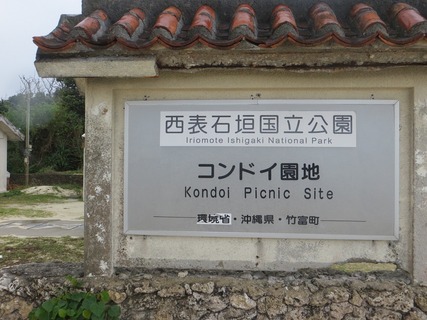 西表石垣国立公園
Iriomote Ishigaki National Park
コンドイ園地
Kondoi Picnic Site
環境省・沖縄県・竹富町